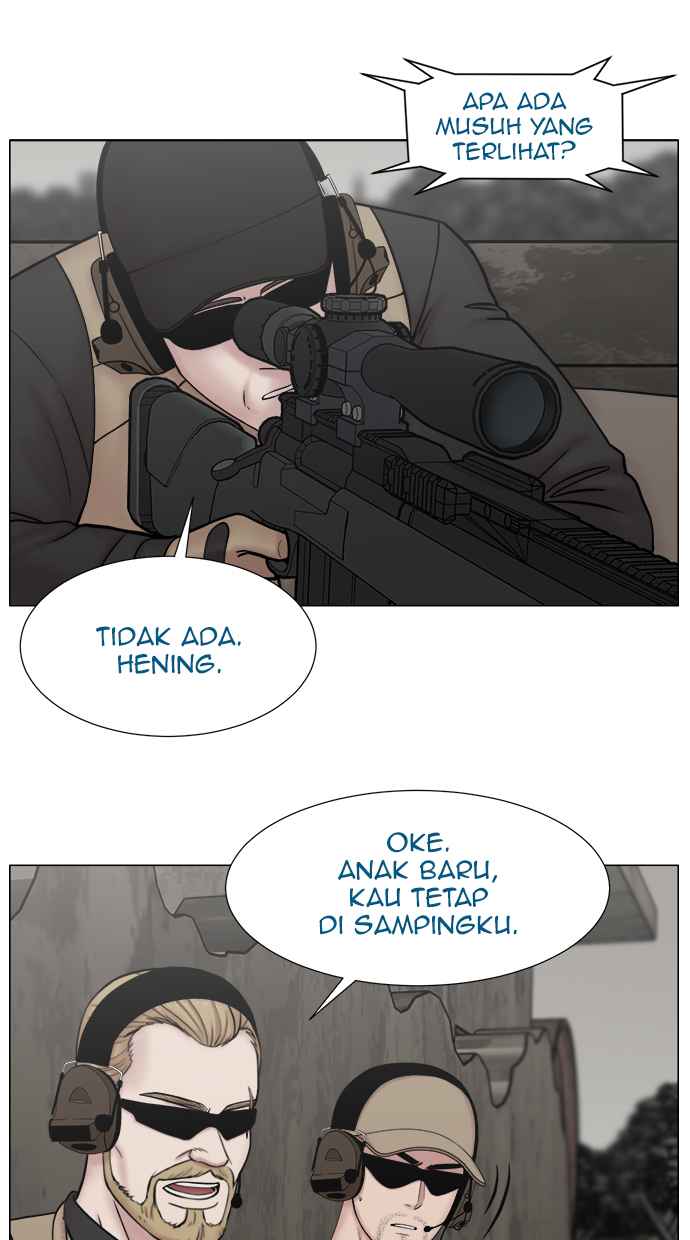 APA ADA
MUSUH YANG
TERLIHAT?
TIDAK ADA.
HENING.
OKE.
ANAK BARU,
KAU TETAP
DI SAMPINGKU.